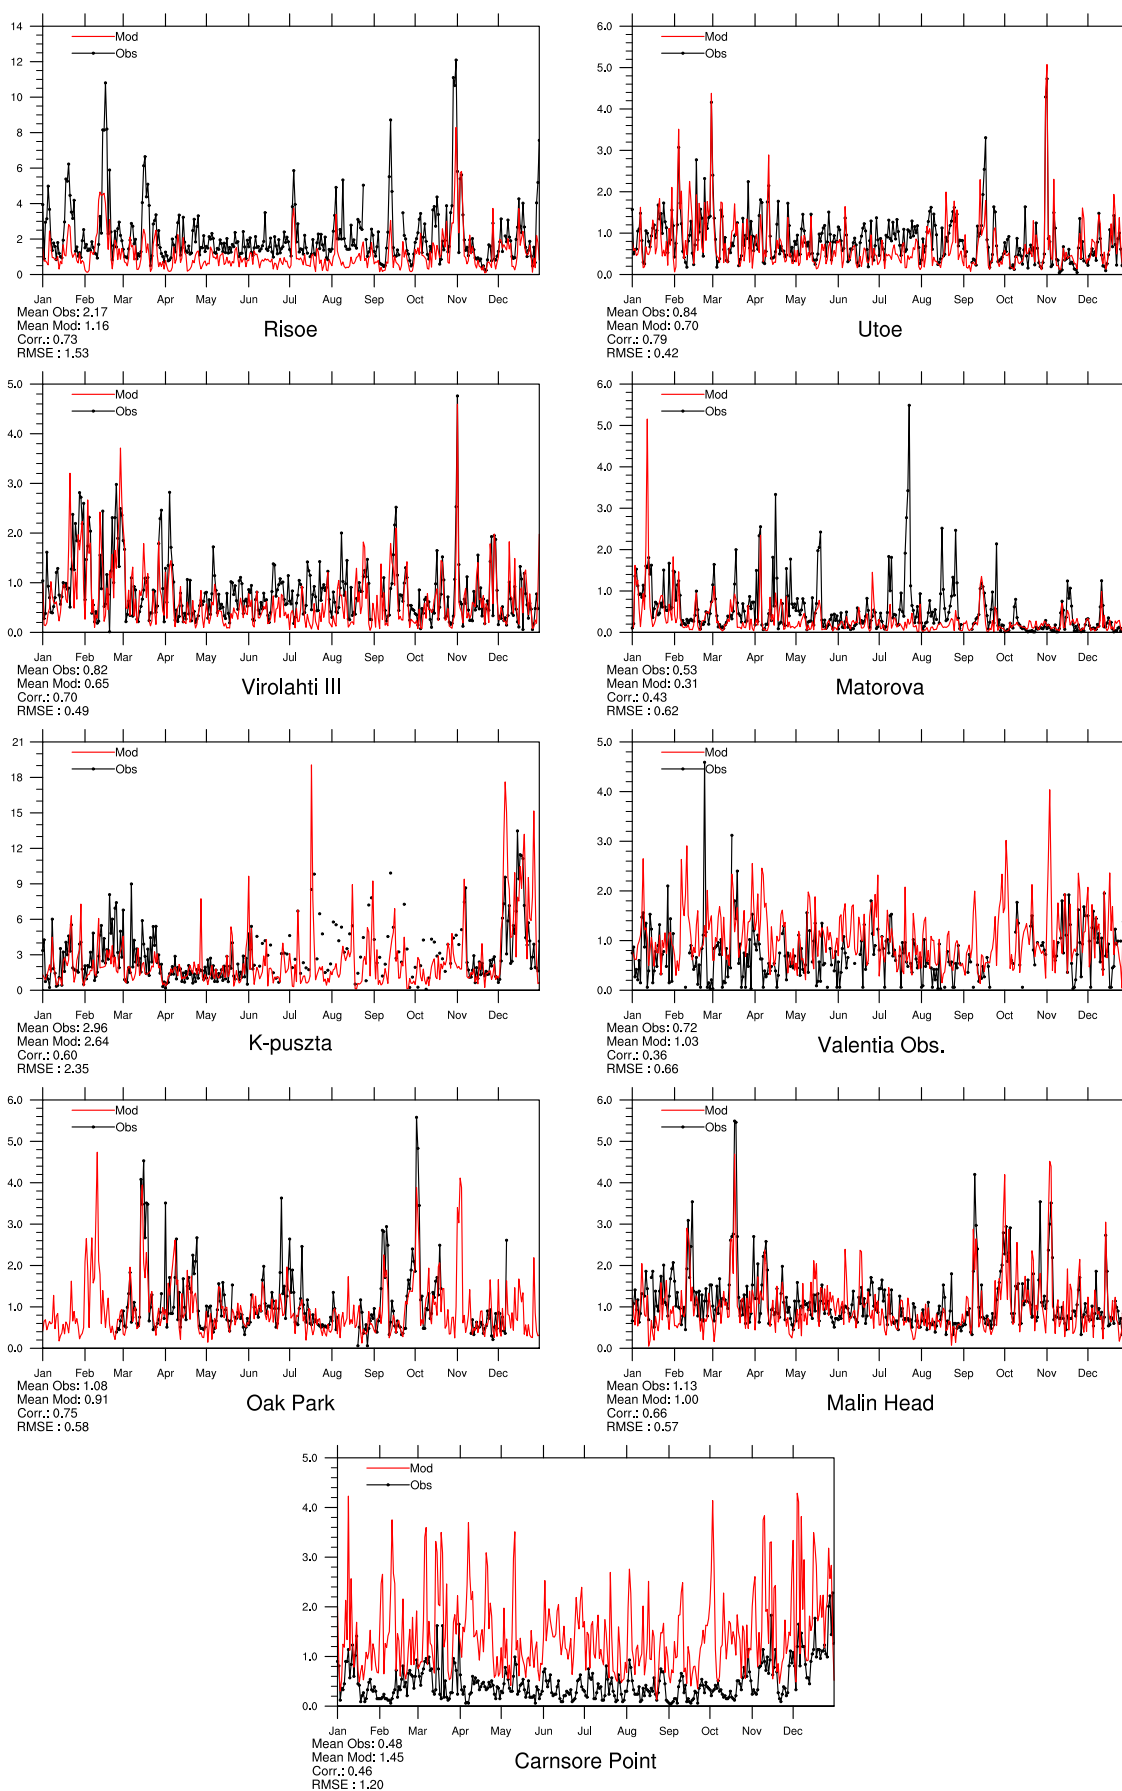 14
12
10
8
6
4
2
0
Mod
Obs
Jan Feb Mar Apr May Jun Jul Aug Sep Oct Nov Dec
Mean Obs: 2.17
Mean Mod: 1.16
Corr.: 0.73
RMSE : 1.53
Risoe
6.0
5.0
4.0
3.0
2.0
1.0
0.0
Mod
Obs
Jan Feb Mar Apr May Jun Jul Aug Sep Oct Nov Dec
Mean Obs: 0.84
Mean Mod: 0.70
Corr.: 0.79
RMSE : 0.42
Utoe
5.0
4.0
3.0
2.0
1.0
0.0
Mod
Obs
Jan Feb Mar Apr May Jun Jul Aug Sep Oct Nov Dec
Mean Obs: 0.82
Mean Mod: 0.65
Corr.: 0.70
RMSE : 0.49
Virolahti III
6.0
5.0
4.0
3.0
2.0
1.0
0.0
Mod
Obs
Jan Feb Mar Apr May Jun Jul Aug Sep Oct Nov Dec
Mean Obs: 0.53
Mean Mod: 0.31
Corr.: 0.43
RMSE : 0.62
Matorova
21
18
15
12
9
6
3
0
Mod
Obs
Jan Feb Mar Apr May Jun Jul Aug Sep Oct Nov Dec
Mean Obs: 2.96
Mean Mod: 2.64
Corr.: 0.60
RMSE : 2.35
K-puszta
5.0
4.0
3.0
2.0
1.0
0.0
Mod
Obs
Jan Feb Mar Apr May Jun Jul Aug Sep Oct Nov Dec
Mean Obs: 0.72
Mean Mod: 1.03
Corr.: 0.36
RMSE : 0.66
Valentia Obs.
6.0
5.0
4.0
3.0
2.0
1.0
0.0
Mod
Obs
Jan Feb Mar Apr May Jun Jul Aug Sep Oct Nov Dec
Mean Obs: 1.08
Mean Mod: 0.91
Corr.: 0.75
RMSE : 0.58
Oak Park
6.0
5.0
4.0
3.0
2.0
1.0
0.0
Mod
Obs
Jan Feb Mar Apr May Jun Jul Aug Sep Oct Nov Dec
Mean Obs: 1.13
Mean Mod: 1.00
Corr.: 0.66
RMSE : 0.57
Malin Head
5.0
4.0
3.0
2.0
1.0
0.0
Mod
Obs
Jan Feb Mar Apr May Jun Jul Aug Sep Oct Nov Dec
Mean Obs: 0.48
Mean Mod: 1.45
Corr.: 0.46
RMSE : 1.20
Carnsore Point